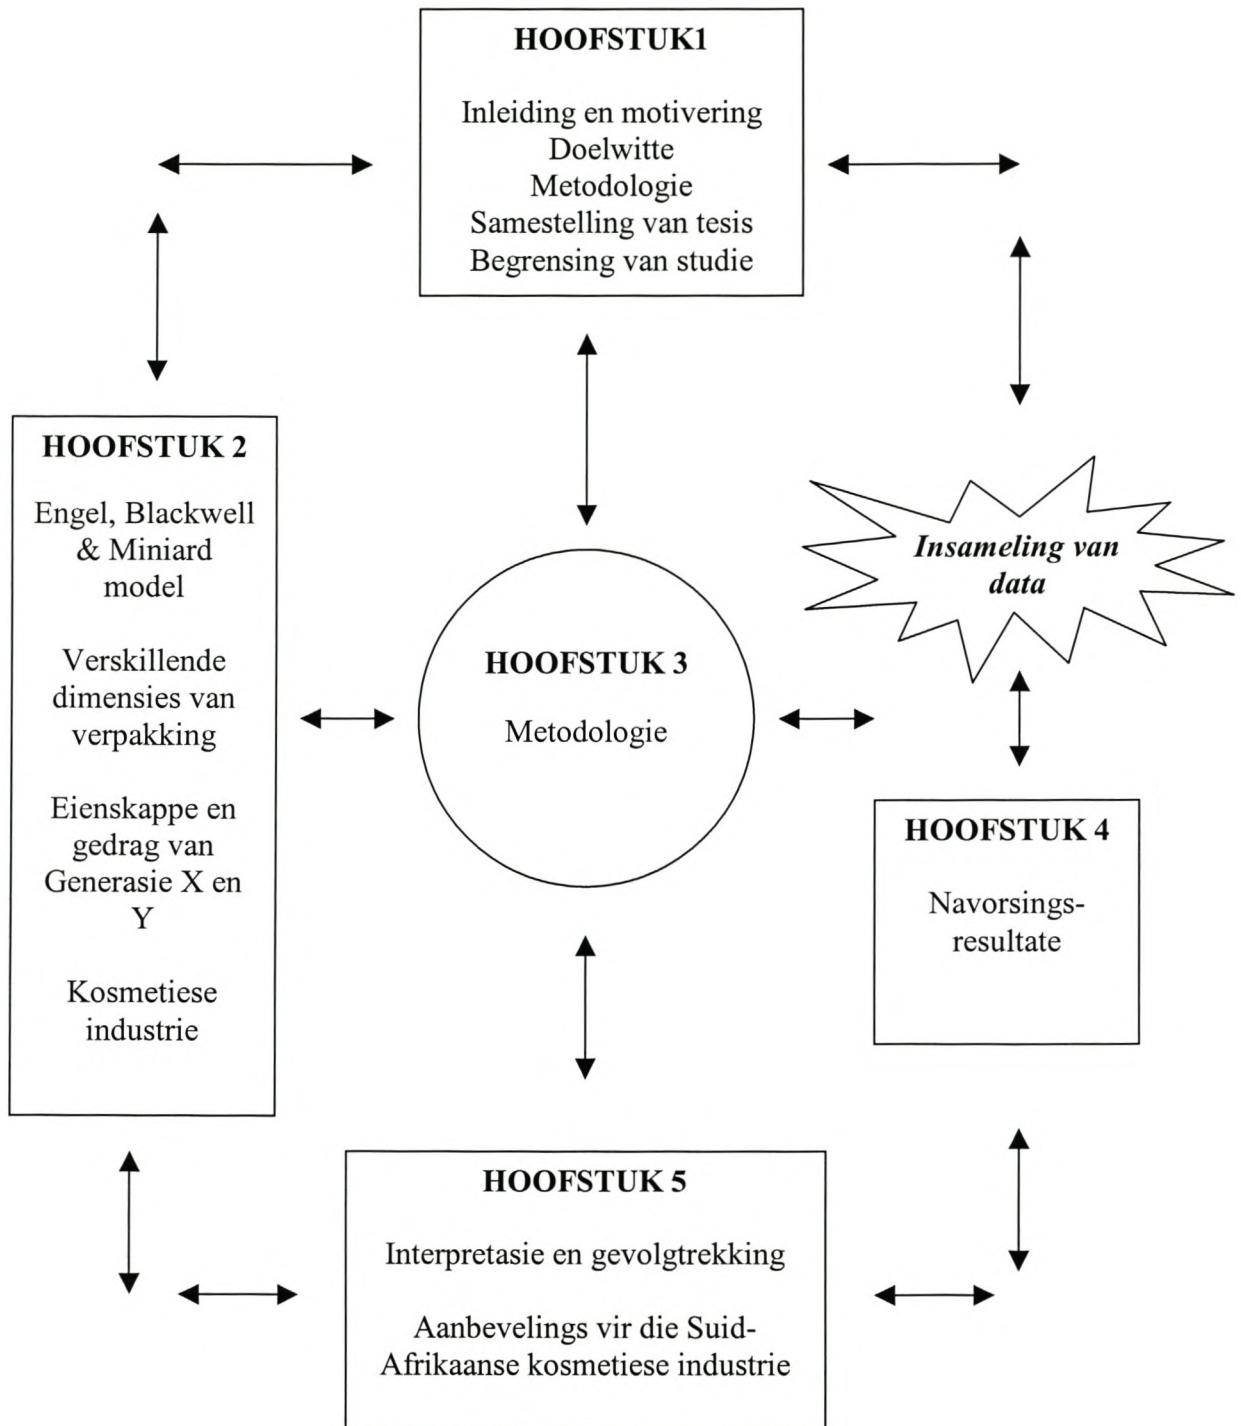 HOOFSTUK1
Inleiding en motivering
Doelwitte
Metodologie
Samestelling van tesis
Begrensing van studie
HOOFSTUK 2
Engel, Blackwell
& Miniard
model
Verskillende
dimensies van
verpakking
Eienskappe en
gedrag van
Generasie X en
Y
Kosmetiese
industrie
HOOFSTUK 3
Metodologie
Insameling van
data
HOOFSTUK 4
Navorsings-
resultate
HOOFSTUK 5
Interpretasie en gevolgtrekking
Aanbevelings vir die Suid-
Afrikaanse kosmetiese industrie